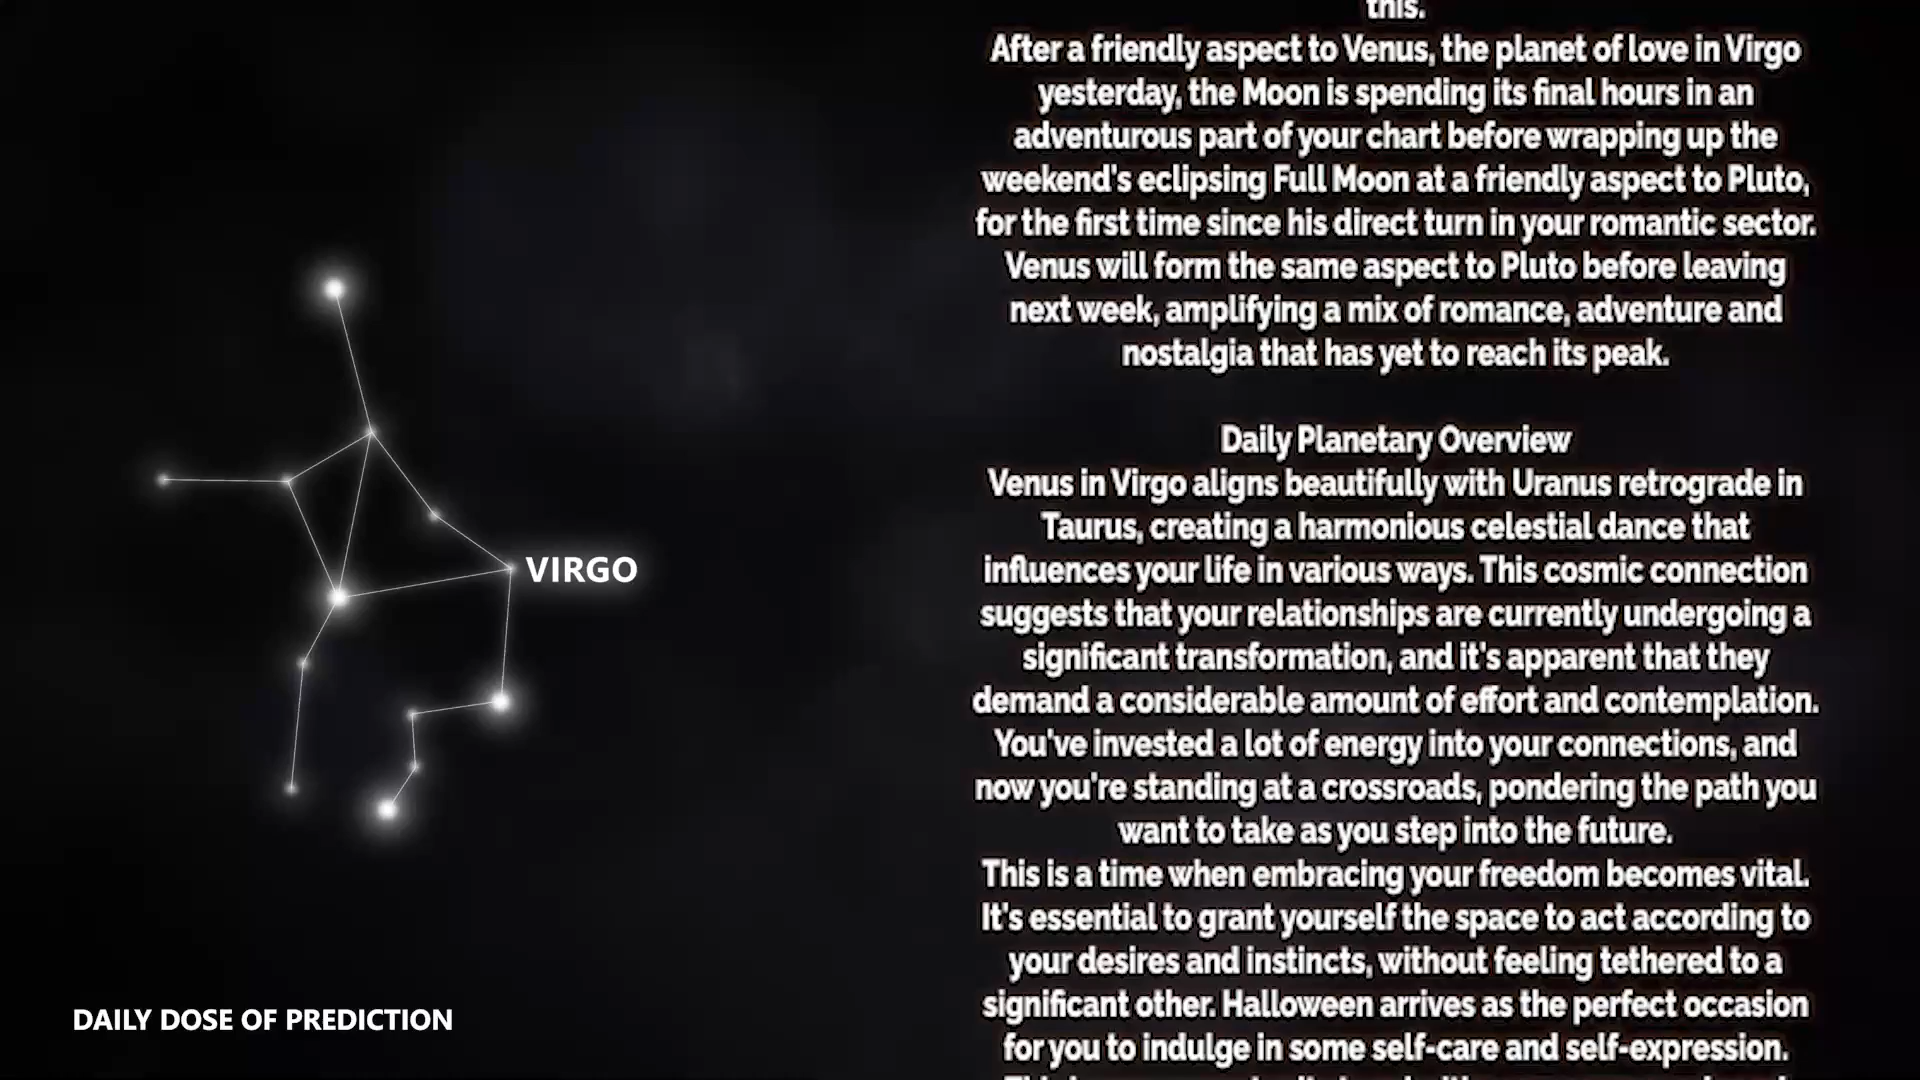 this.
After a friendly aspect to Venus, the planet of love in Virgo
yesterday, the Moon is spending its final hours in an
adventurous part of your chart before wrapping up the
weekend's eclipsing Full Moon at a friendly aspect to Pluto,
for the first time since his direct turn in your romantic sector.
Venus will form the same aspect to Pluto before leaving
next week, amplifying a mix of romance, adventure and
nostalgia that has yet to reach its peak.
Daily Planetary Overview
Venus in Virgo aligns beautifully with Uranus retrograde in
Taurus, creating a harmonious celestial dance that
influences your life in various ways. This cosmic connection
suggests that your relationships are currently undergoing a
significant transformation, and it's apparent that they
demand a considerable amount of effort and contemplation.
You've invested a lot of energy into your connections, and
now you're standing at a crossroads, pondering the path you
want to take as you step into the future.
This is a time when embracing your freedom becomes vital.
It's essential to grant yourself the space to act according to
your desires and instincts, without feeling tethered to a
significant other. Halloween arrives as the perfect occasion
for you to indulge in some self-care and self-expression.
VIRGO
DAILY DOSE OF PREDICTION